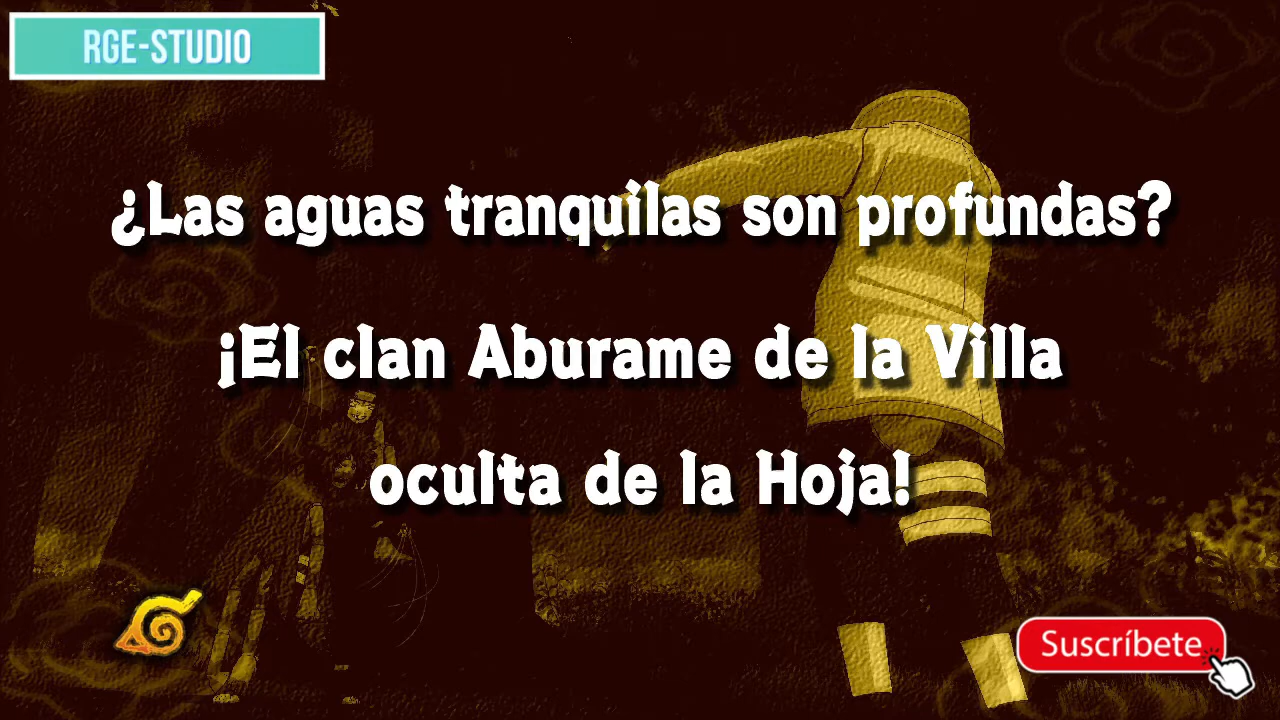 RGE-STUDIO
¿Las aguas tranquilas son profundas?
¡El clan Aburame de la Villa
oculta de la Hoja!
Suscríbete